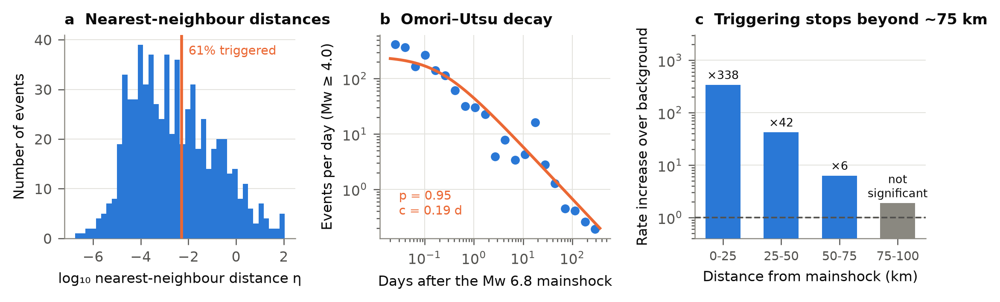 a Nearest-neighbour distances
Number of events
40
30
20
10
0
61% triggered
−6 −4 −2 0 2
log₁₀ nearest-neighbour distance η
b Omori–Utsu decay
Events per day (Mw ≥ 4.0)
10²
10¹
10⁰
p = 0.95
c = 0.19 d
10⁻¹ 10⁰ 10¹ 10²
Days after the Mw 6.8 mainshock
c Triggering stops beyond ~75 km
Rate increase over background
10³
10²
10¹
10⁰
×338
×42
×6
not
significant
0-25 25-50 50-75 75-100
Distance from mainshock (km)